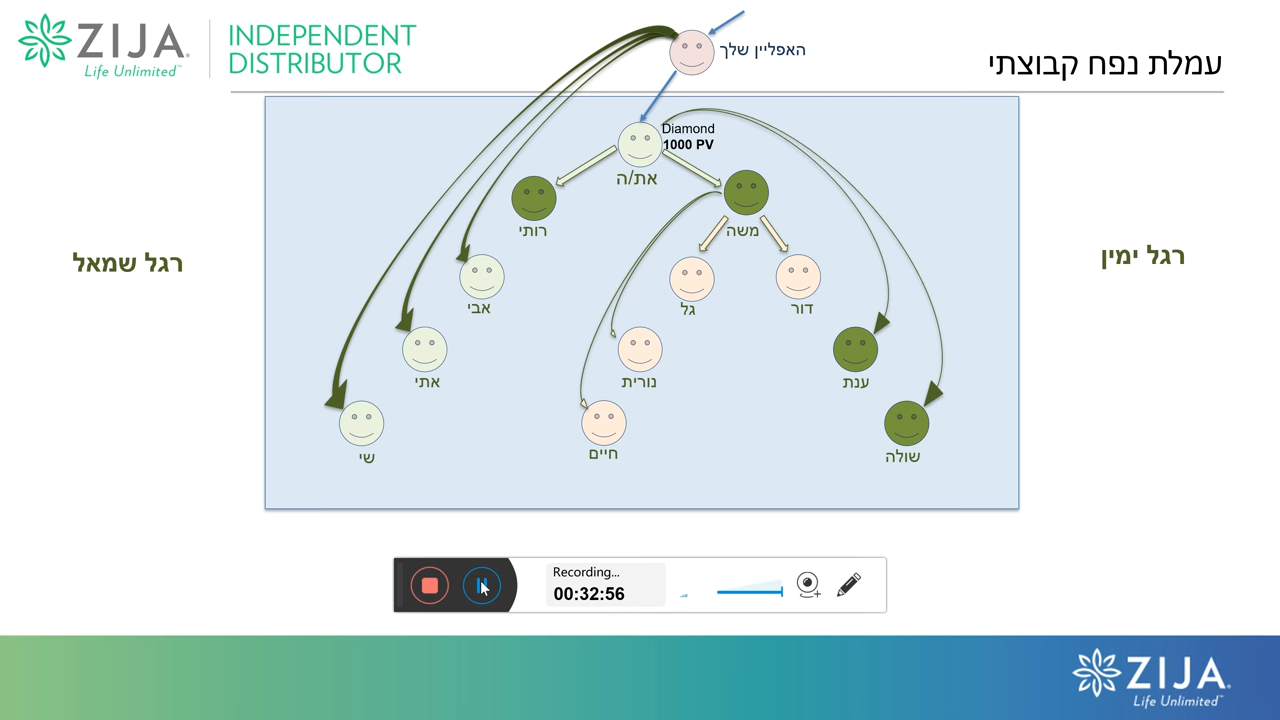 ZIJA
Life Unlimited™
INDEPENDENT
DISTRIBUTOR
עמלת נפח קבוצתי
האפליין שלך
Diamond
1000 PV
את/ה
רותי
משה
רגל שמאל
רגל ימין
אבי
גל
דור
אתי
נורית
ענת
שי
חיים
שולה
Recording...
00:32:56
ZIJA
Life Unlimited™